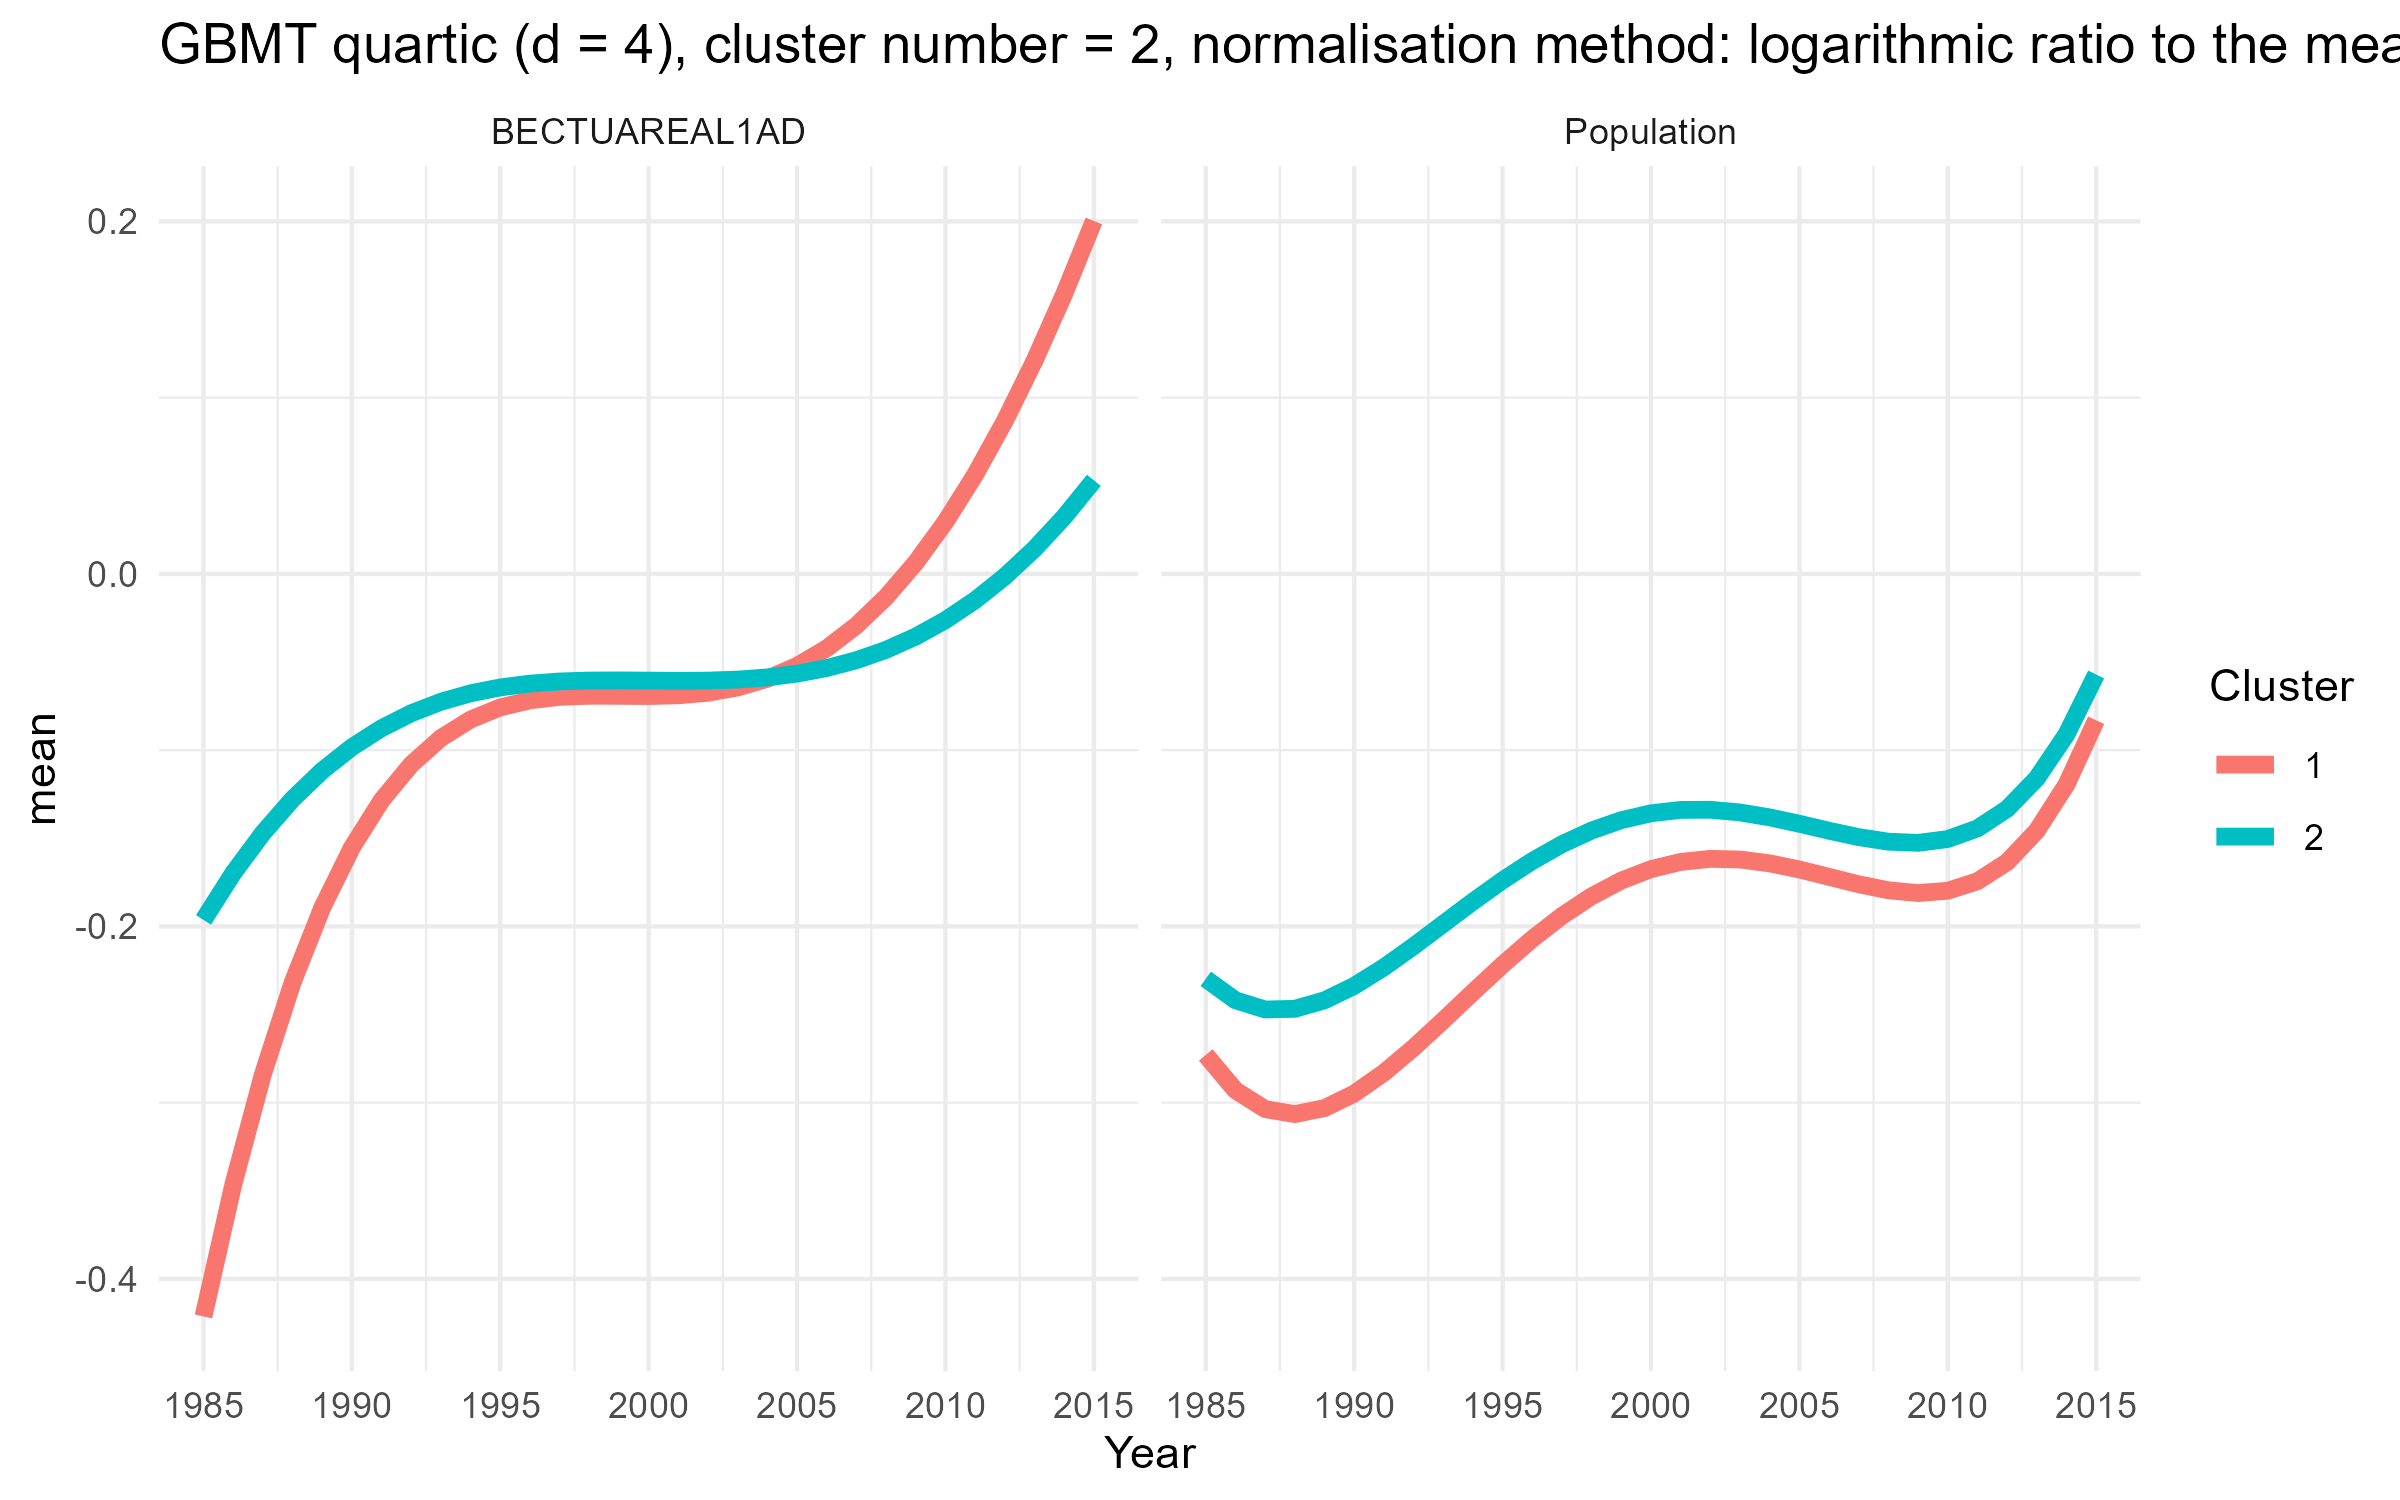 GBMT quartic (d = 4), cluster number = 2, normalisation method: logarithmic ratio to the mea
BECTUAREAL1AD Population
0.2
0.0
-0.2
-0.4
mean
1985 1990 1995 2000 2005 2010 2015 1985 1990 1995 2000 2005 2010 2015
Year
Cluster
1
2